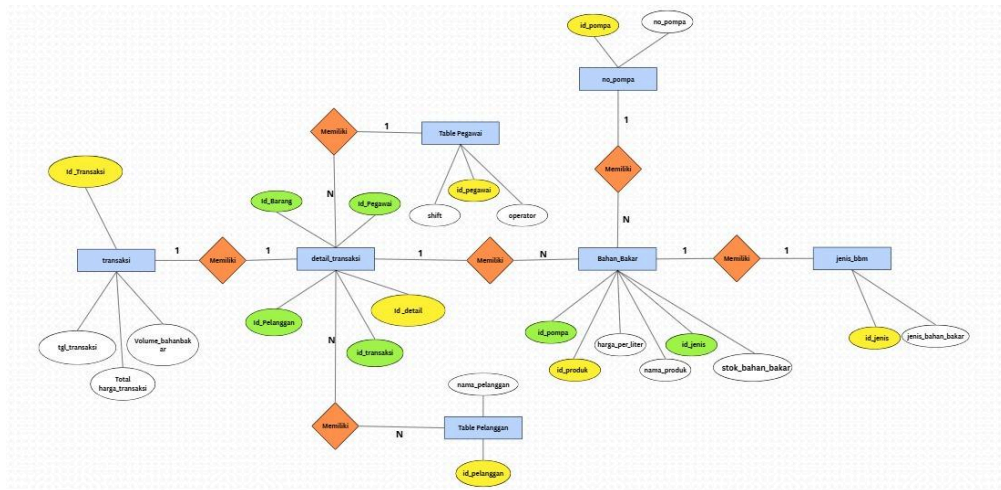 id_pompa
no_pompa
no_pompa
1
Memiliki
N
Memiliki
1
Table Pegawai
N
shift
id_pegawai
operator
Id_Transaksi
Id_Barang
Id_Pegawai
transaksi
1
Memiliki
1
detail_transaksi
1
Memiliki
N
Bahan_Bakar
1
Memiliki
1
jenis_bbm
tgl_transaksi
Total
harga_transaksi
Volume_bahanbak
ar
Id_Pelanggan
id_transaksi
Id_detail
id_pompa
id_produk
harga_per_liter
nama_produk
id_jenis
stok_bahan_bakar
id_jenis
jenis_bahan_bakar
N
Memiliki
N
nama_pelanggan
Table Pelanggan
id_pelanggan